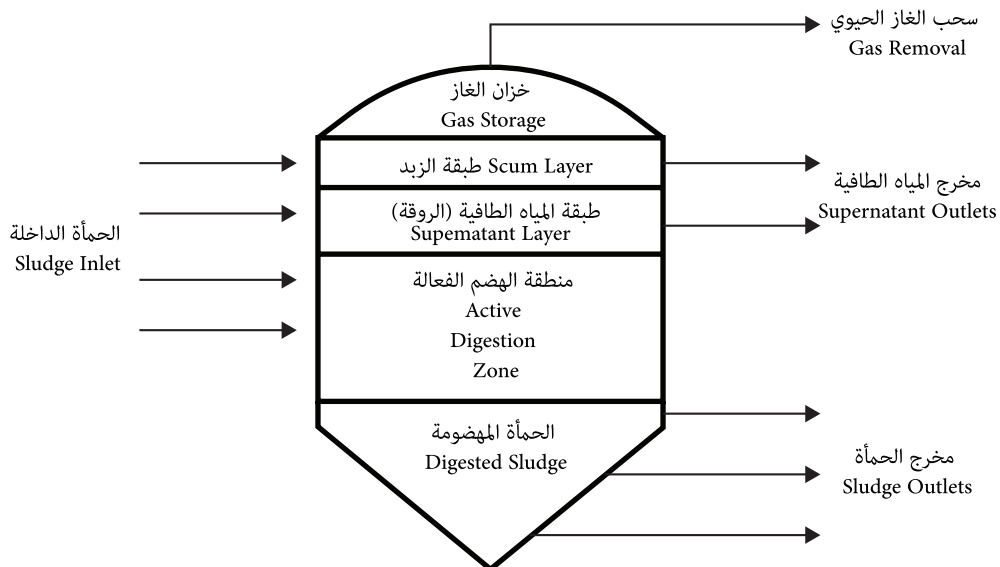 سحب الغاز الحيوي
Gas Removal
خزان الغاز
Gas Storage
طبقة الزبد Scum Layer
طبقة المياه الطافية (الروقة)
Supematant Layer
مخرج المياه الطافية
Supernatant Outlets
الحمأة الداخلة
Sludge Inlet
منطقة الهضم الفعالة
Active
Digestion
Zone
الحمأة المهضومة
Digested Sludge
مخرج الحمأة
Sludge Outlets